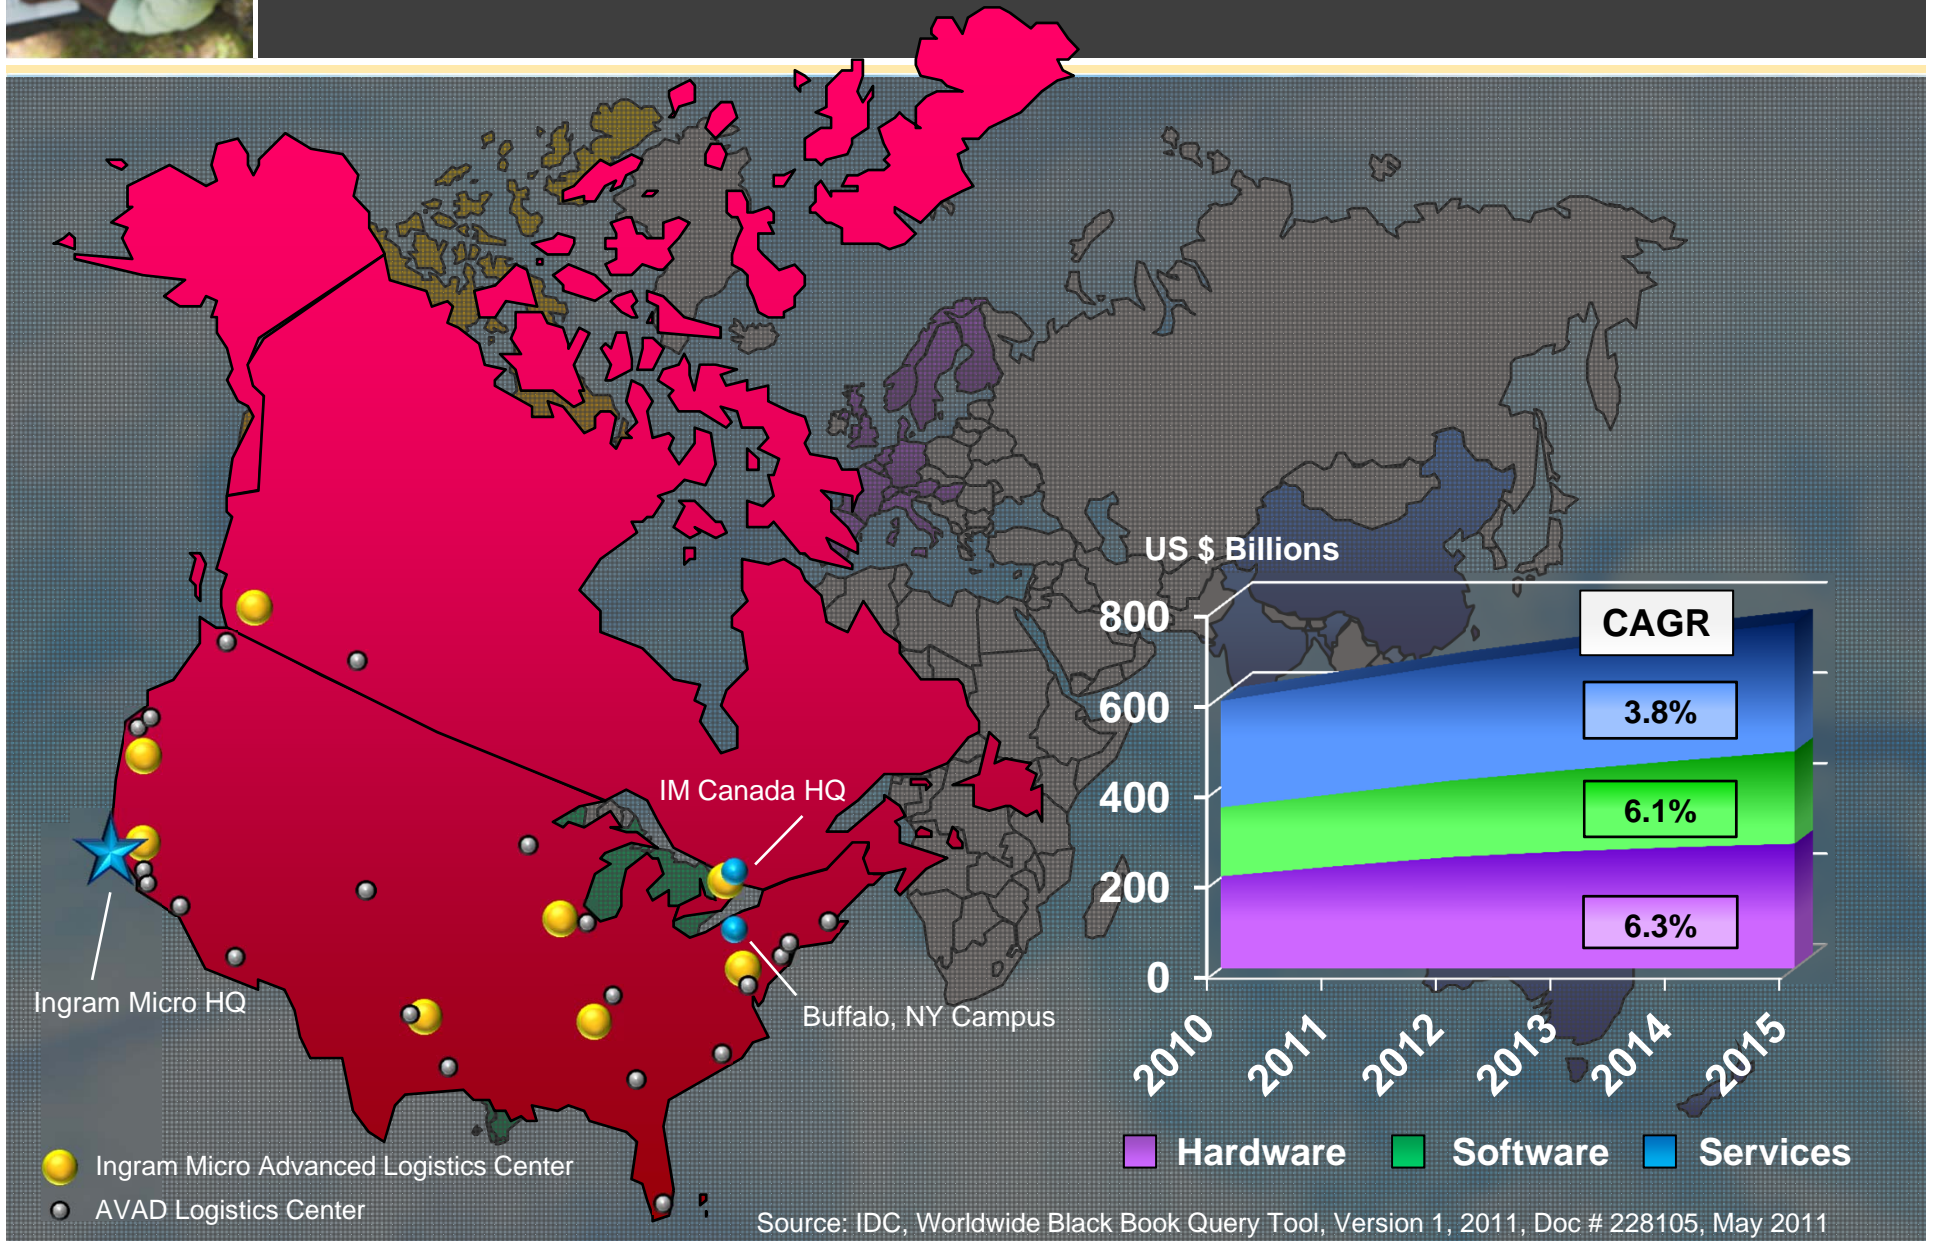 US $ Billions
800
600
400
200
0
CAGR
3.8%
6.1%
6.3%
2010
2011
2012
2013
2014
2015
Hardware
Software
Services
IM Canada HQ
Ingram Micro HQ
Buffalo, NY Campus
Ingram Micro Advanced Logistics Center
AVAD Logistics Center
Source: IDC, Worldwide Black Book Query Tool, Version 1, 2011, Doc # 228105, May 2011